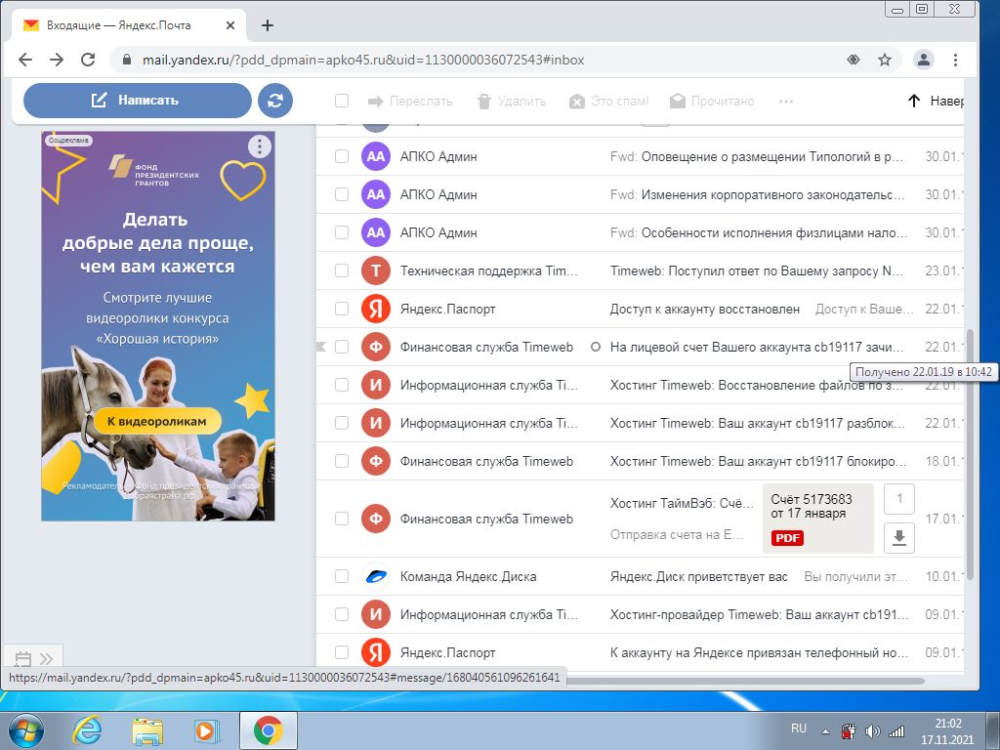 Входящие — Яндекс.Почта
mail.yandex.ru/?pdd_dpmain=apko45.ru&uid=1130000036072543#inbox
Написать
Переслать Удалить Это спам! Прочитано ··· Навер
Соцреклама
ФОНД
ПРЕЗИДЕНТСКИХ
ГРАНТОВ
Делать
добрые дела проще,
чем вам кажется
Смотрите лучшие
видеоролики конкурса
«Хорошая история»
К видеороликам
Рекламодатель – Фонд президентских грантов
Добраястрана.рф
АА АПКО Админ Fwd: Оповещение о размещении Типологий в р... 30.01.1
АА АПКО Админ Fwd: Изменения корпоративного законодательс... 30.01.1
АА АПКО Админ Fwd: Особенности исполнения физлицами нало... 30.01.1
Т Техническая поддержка Tim... Timeweb: Поступил ответ по Вашему запросу N... 23.01.1
Я Яндекс.Паспорт Доступ к аккаунту восстановлен Доступ к Ваше... 22.01.1
Ф Финансовая служба Timeweb На лицевой счет Вашего аккаунта cb19117 зачи... 22.01.1
Получено 22.01.19 в 10:42
И Информационная служба Ti... Хостинг Timeweb: Восстановление файлов по з... 22.01.1
И Информационная служба Ti... Хостинг Timeweb: Ваш аккаунт cb19117 разблок... 22.01.1
Ф Финансовая служба Timeweb Хостинг Timeweb: Ваш аккаунт cb19117 блокиро... 18.01.1
Ф Финансовая служба Timeweb Хостинг ТаймВэб: Счё... 17.01.1
Отправка счета на E...
Счёт 5173683
от 17 января
PDF
1
Команда Яндекс.Диска Яндекс.Диск приветствует вас Вы получили эт... 10.01.1
И Информационная служба Ti... Хостинг-провайдер Timeweb: Ваш аккаунт cb191... 09.01.1
Я Яндекс.Паспорт К аккаунту на Яндексе привязан телефонный но... 09.01.1
https://mail.yandex.ru/?pdd_dpmain=apko45.ru&uid=1130000036072543#message/168040561096261641
RU
21:02
17.11.2021